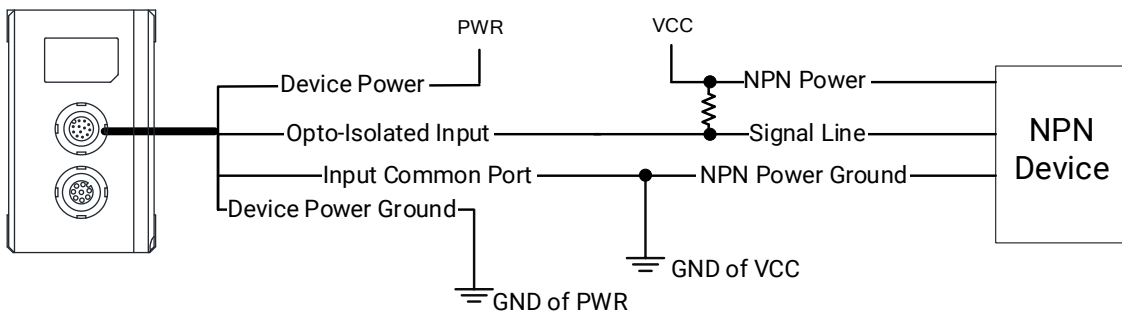 PWR
VCC
Device Power
NPN Power
Opto-Isolated Input
Signal Line
NPN
Device
Input Common Port
NPN Power Ground
Device Power Ground
GND of VCC
GND of PWR